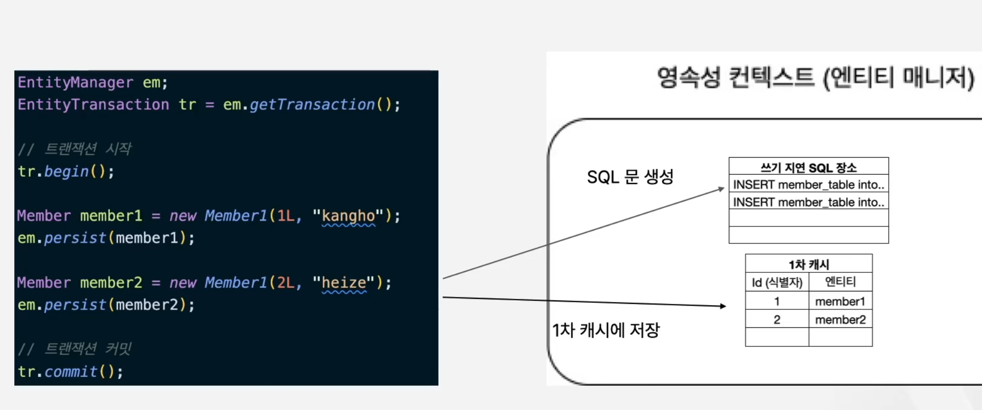 EntityManager em;
EntityTransaction tr = em.getTransaction();
// 트랜잭션 시작
tr.begin();
Member member1 = new Member1(1L, "kangho");
em.persist(member1);
Member member2 = new Member1(2L, "heize");
em.persist(member2);
// 트랜잭션 커밋
tr.commit();
영속성 컨텍스트 (엔티티 매니저)
SQL 문 생성
쓰기 지연 SQL 장소
INSERT member_table into..
INSERT member_table into..
1차 캐시에 저장
1차 캐시
Id (식별자) 엔티티
1 member1
2 member2